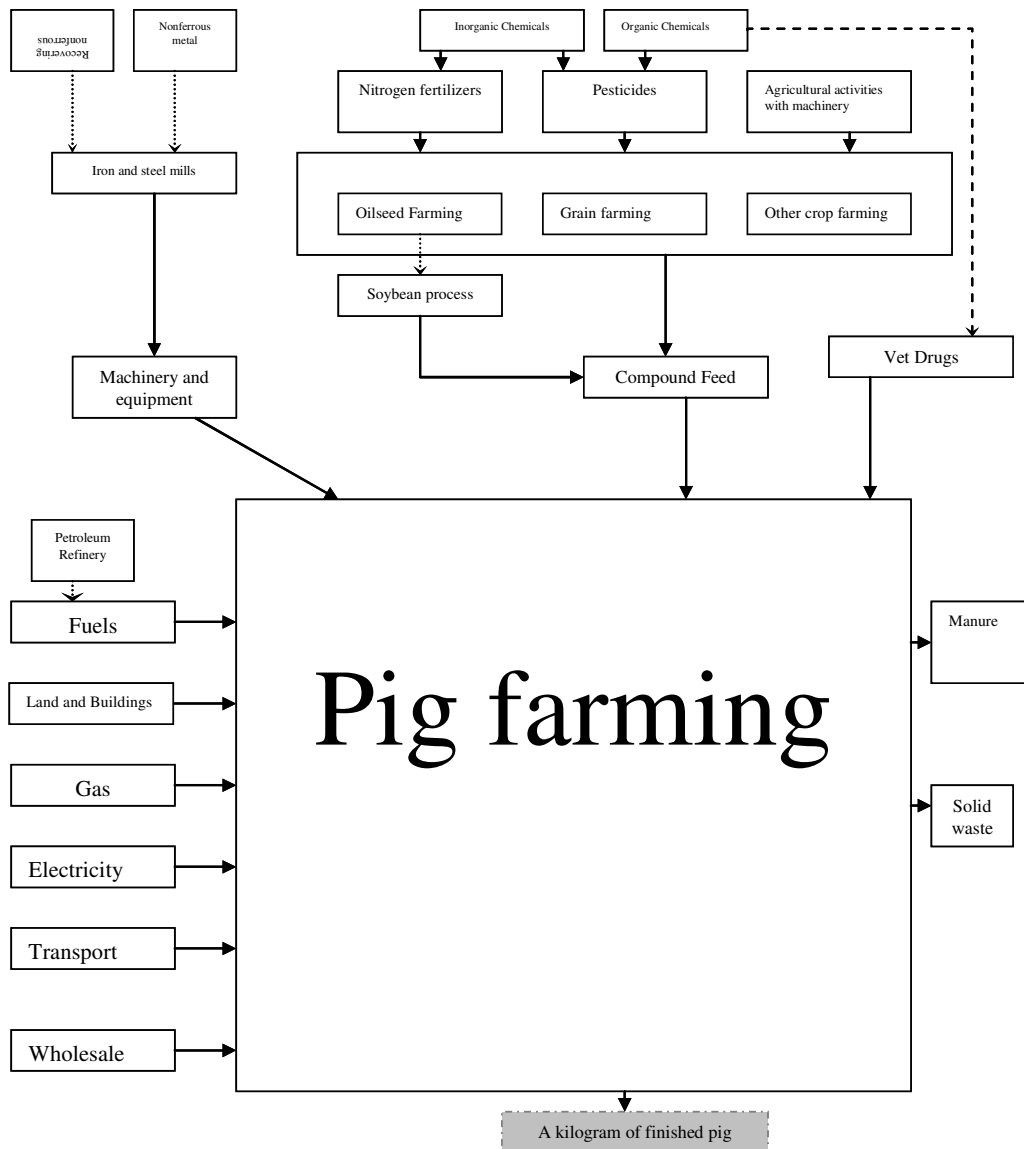 Recovering
nonferrous
Nonferrous
metal
Inorganic Chemicals
Organic Chemicals
Nitrogen fertilizers
Pesticides
Agricultural activities
with machinery
Iron and steel mills
Oilseed Farming
Grain farming
Other crop farming
Soybean process
Machinery and
equipment
Compound Feed
Vet Drugs
Petroleum
Refinery
Fuels
Land and Buildings
Gas
Electricity
Transport
Wholesale
Pig farming
Manure
Solid
waste
A kilogram of finished pig